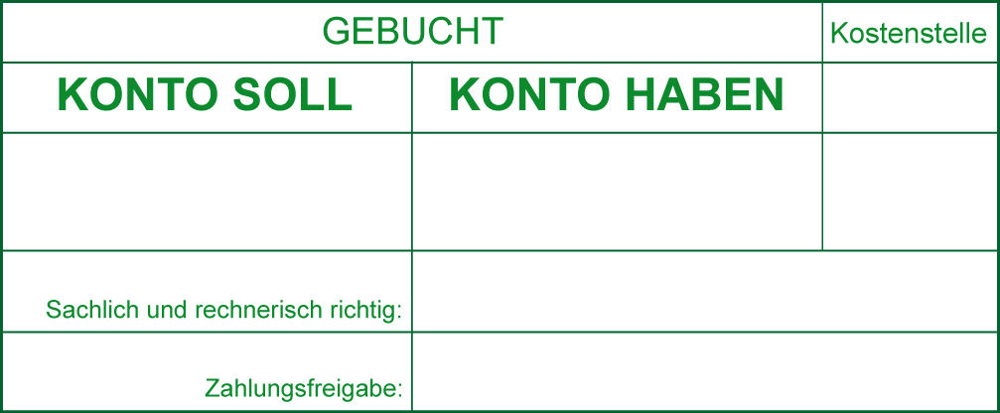 GEBUCHT
Kostenstelle
KONTO SOLL
KONTO HABEN
Sachlich und rechnerisch richtig:
Zahlungsfreigabe: